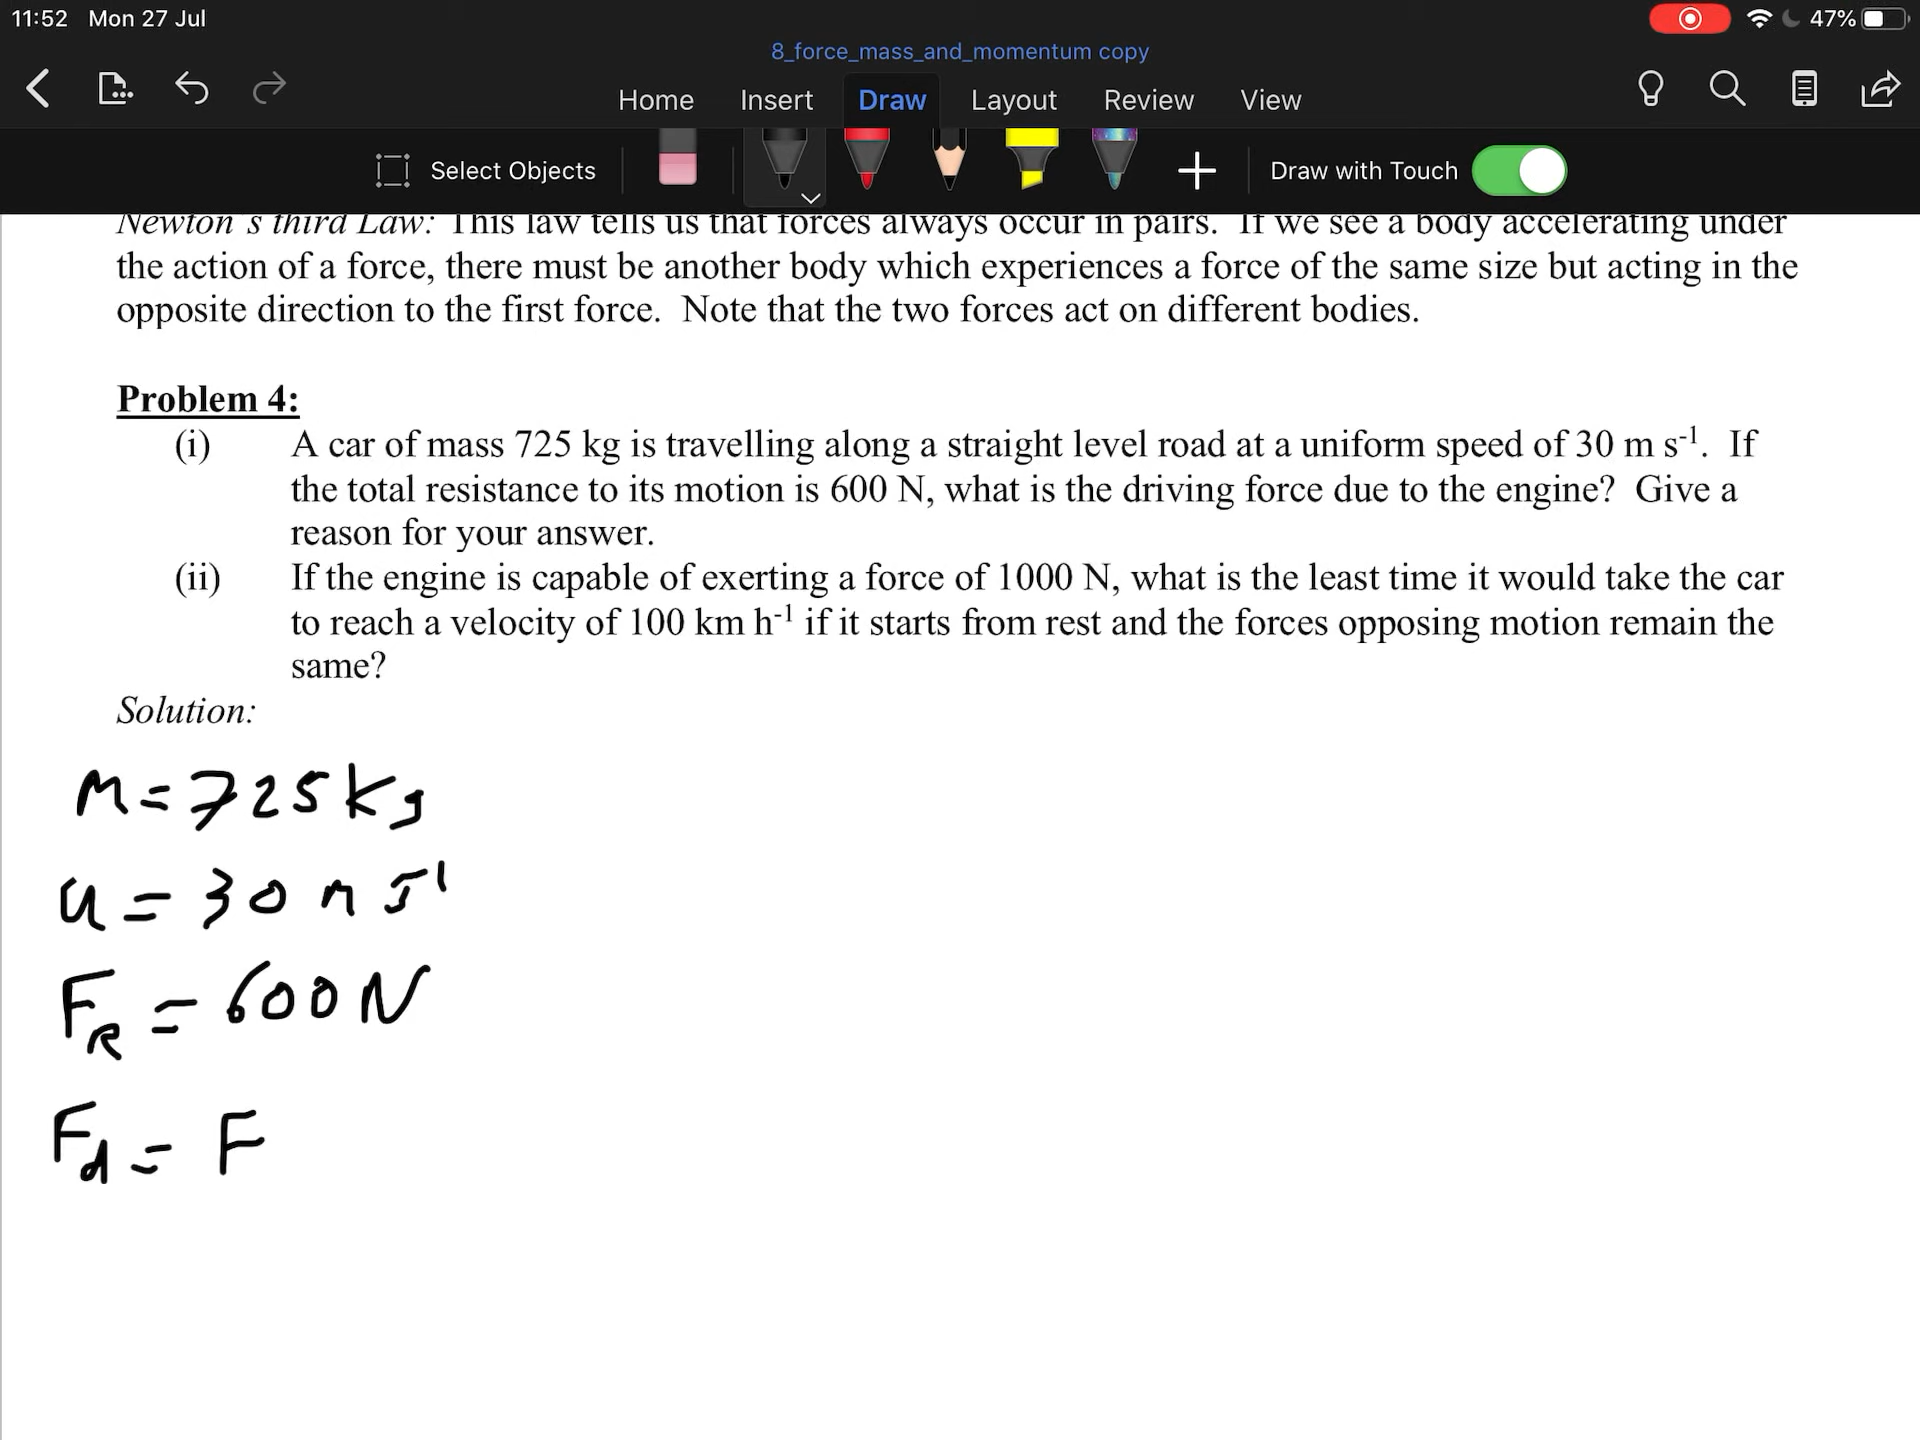 11:52 Mon 27 Jul
47%
8_force_mass_and_momentum copy
Home Insert Draw Layout Review View
Select Objects
Draw with Touch
Newton's third Law: This law tells us that forces always occur in pairs. If we see a body accelerating under
the action of a force, there must be another body which experiences a force of the same size but acting in the
opposite direction to the first force. Note that the two forces act on different bodies.
Problem 4:
(i) A car of mass 725 kg is travelling along a straight level road at a uniform speed of 30 m s⁻¹. If
the total resistance to its motion is 600 N, what is the driving force due to the engine? Give a
reason for your answer.
(ii) If the engine is capable of exerting a force of 1000 N, what is the least time it would take the car
to reach a velocity of 100 km h⁻¹ if it starts from rest and the forces opposing motion remain the
same?
Solution:
m = 725 kg
u = 30 m s⁻¹
F_R = 600 N
F_d = F